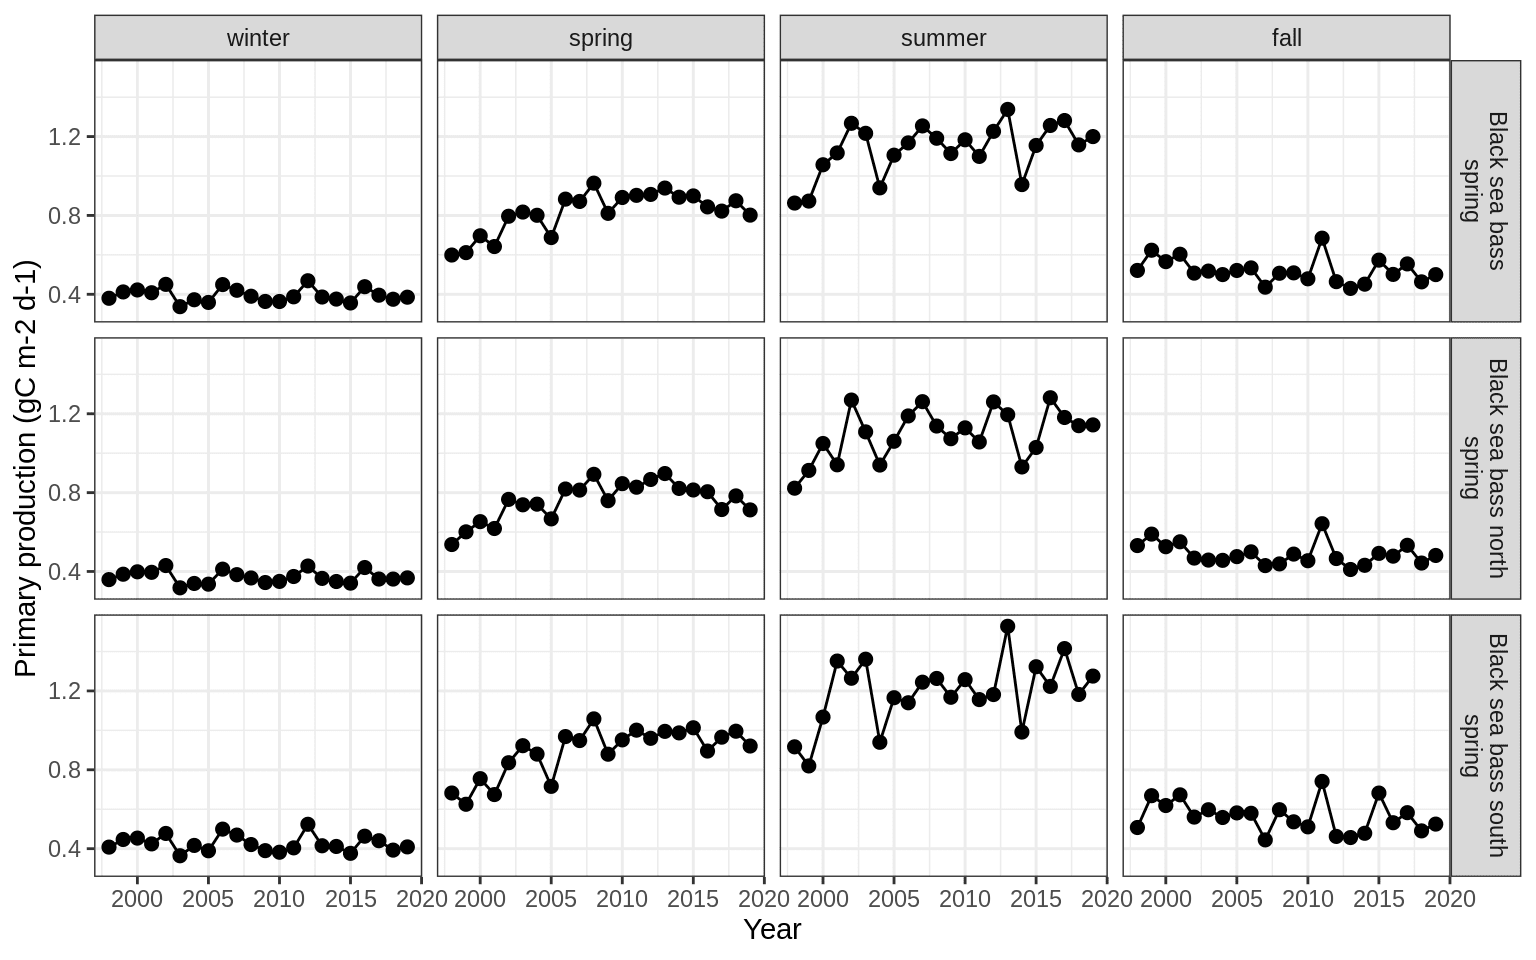 winter spring summer fall
Primary production (gC m-2 d-1)
1.2
0.8
0.4
Black sea bass
spring
1.2
0.8
0.4
Black sea bass north
spring
1.2
0.8
0.4
Black sea bass south
spring
2000 2005 2010 2015 2020 2000 2005 2010 2015 2020 2000 2005 2010 2015 2020 2000 2005 2010 2015 2020
Year